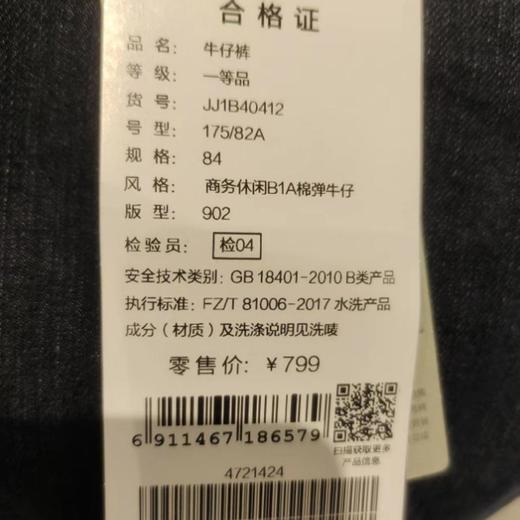 合格证
品名：牛仔裤
等级：一等品
货号：JJ1B40412
号型：175/82A
规格：84
风格：商务休闲B1A棉弹牛仔
版型：902
检验员：检04
安全技术类别：GB 18401-2010 B类产品
执行标准：FZ/T 81006-2017 水洗产品
成分（材质）及洗涤说明见洗唛
零售价：¥799
6 911467 186579
扫描获取更多
产品信息
4721424